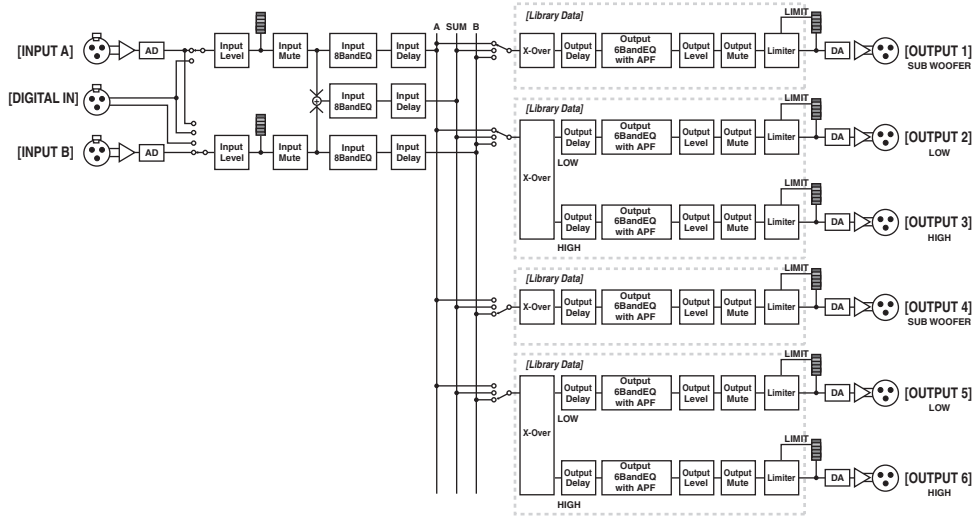 A SUM B
[Library Data]
LIMIT
[INPUT A]
AD
Input
Level
Input
Mute
Input
8BandEQ
Input
Delay
X-Over
Output
Delay
Output
6BandEQ
with APF
Output
Level
Output
Mute
Limiter
DA
[OUTPUT 1]
SUB WOOFER
[DIGITAL IN]
Input
8BandEQ
Input
Delay
[INPUT B]
AD
Input
Level
Input
Mute
Input
8BandEQ
Input
Delay
[Library Data]
LIMIT
X-Over
Output
Delay
Output
6BandEQ
with APF
Output
Level
Output
Mute
Limiter
DA
[OUTPUT 2]
LOW
LOW
LIMIT
Output
Delay
Output
6BandEQ
with APF
Output
Level
Output
Mute
Limiter
DA
[OUTPUT 3]
HIGH
HIGH
[Library Data]
LIMIT
X-Over
Output
Delay
Output
6BandEQ
with APF
Output
Level
Output
Mute
Limiter
DA
[OUTPUT 4]
SUB WOOFER
[Library Data]
LIMIT
X-Over
Output
Delay
Output
6BandEQ
with APF
Output
Level
Output
Mute
Limiter
DA
[OUTPUT 5]
LOW
LOW
LIMIT
Output
Delay
Output
6BandEQ
with APF
Output
Level
Output
Mute
Limiter
DA
[OUTPUT 6]
HIGH
HIGH